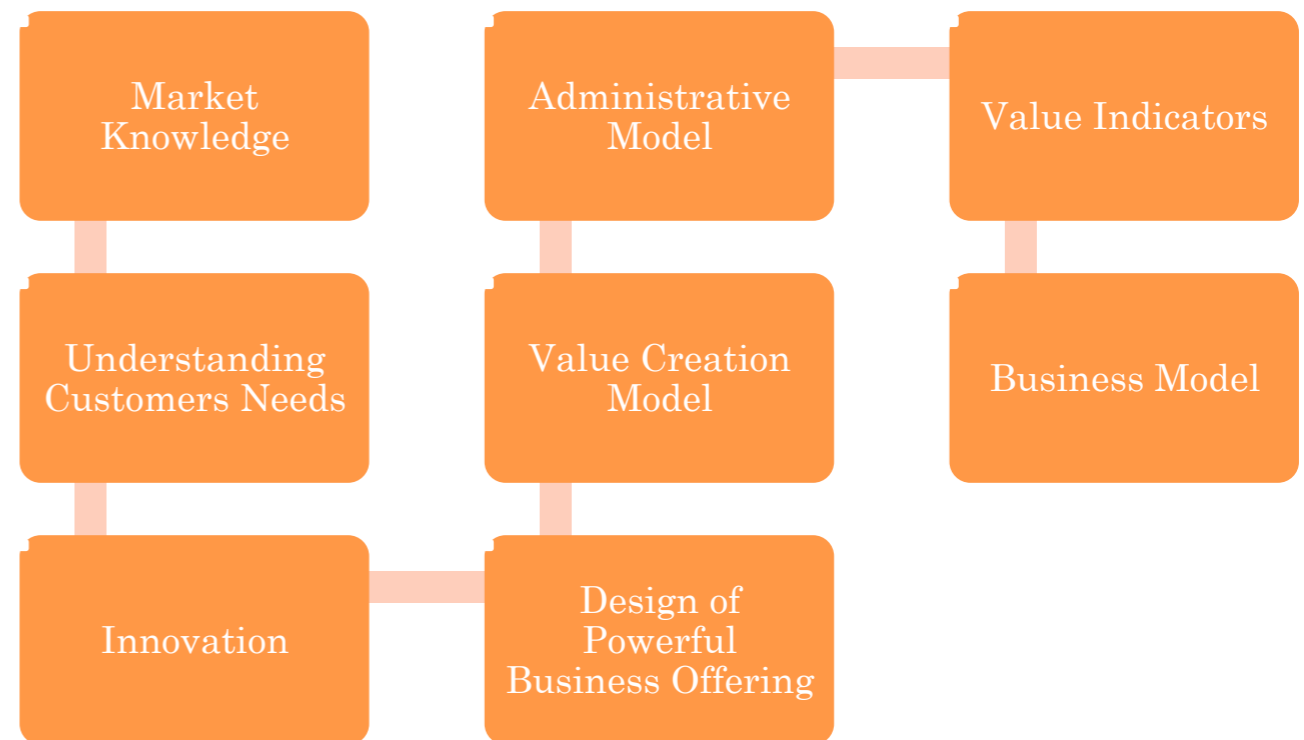 Market
Knowledge
Understanding
Customers Needs
Innovation
Design of
Powerful
Business Offering
Value Creation
Model
Administrative
Model
Value Indicators
Business Model